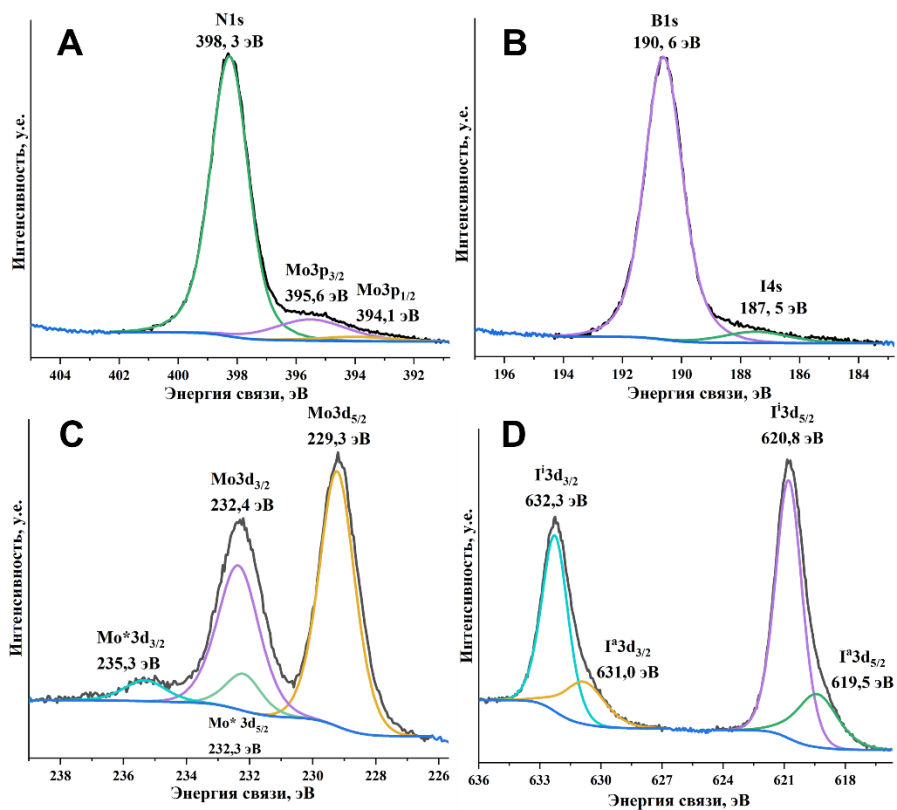 A
N1s
398, 3 эВ
Mo3p3/2
395,6 эВ
Mo3p1/2
394,1 эВ
Интенсивность, у.е.
404 402 400 398 396 394 392
Энергия связи, эВ
B
B1s
190, 6 эВ
I4s
187, 5 эВ
Интенсивность, у.е.
196 194 192 190 188 186 184
Энергия связи, эВ
C
Mo3d5/2
229,3 эВ
Mo3d3/2
232,4 эВ
Mo*3d3/2
235,3 эВ
Mo* 3d5/2
232,3 эВ
Интенсивность, у.е.
238 236 234 232 230 228 226
Энергия связи, эВ
D
Iⁱ3d5/2
620,8 эВ
Iⁱ3d3/2
632,3 эВ
Iᵃ3d3/2
631,0 эВ
Iᵃ3d5/2
619,5 эВ
Интенсивность, у.е.
636 633 630 627 624 621 618
Энергия связи, эВ